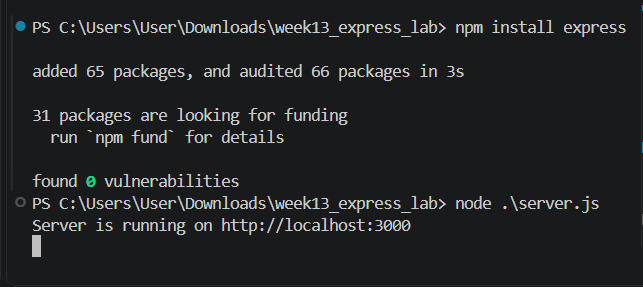 PS C:\Users\User\Downloads\week13_express_lab> npm install express
added 65 packages, and audited 66 packages in 3s
31 packages are looking for funding
  run `npm fund` for details
found 0 vulnerabilities
PS C:\Users\User\Downloads\week13_express_lab> node .\server.js
Server is running on http://localhost:3000